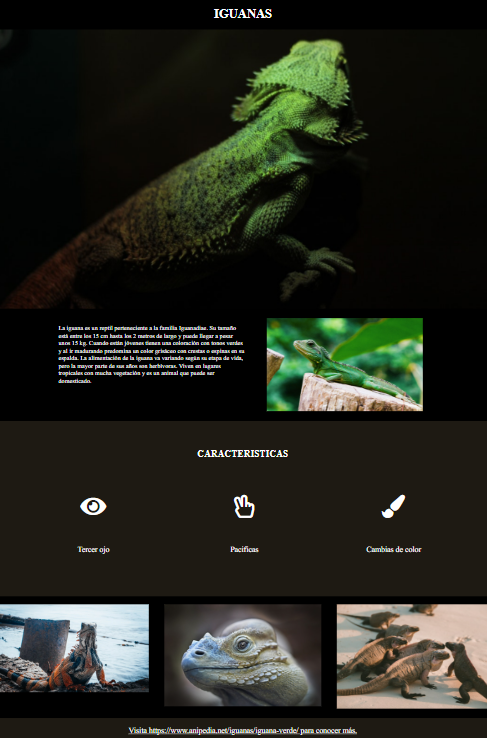 IGUANAS
La iguana es un reptil perteneciente a la familia Iguanadiae. Su tamaño
está entre los 15 cm hasta los 2 metros de largo y puede llegar a pesar
unos 15 kg. Cuando están jóvenes tienen una coloración con tonos verdes
y al ir madurando predomina un color grisáceo con crestas o espinas en su
espalda. La alimentación de la iguana va variando según su etapa de vida,
pero la mayor parte de sus años son herbívoras. Viven en lugares
tropicales con mucha vegetación y es un animal que puede ser
domesticado.
CARACTERISTICAS
Tercer ojo
Pacificas
Cambias de color
Visita https://www.anipedia.net/iguanas/iguana-verde/ para conocer más.